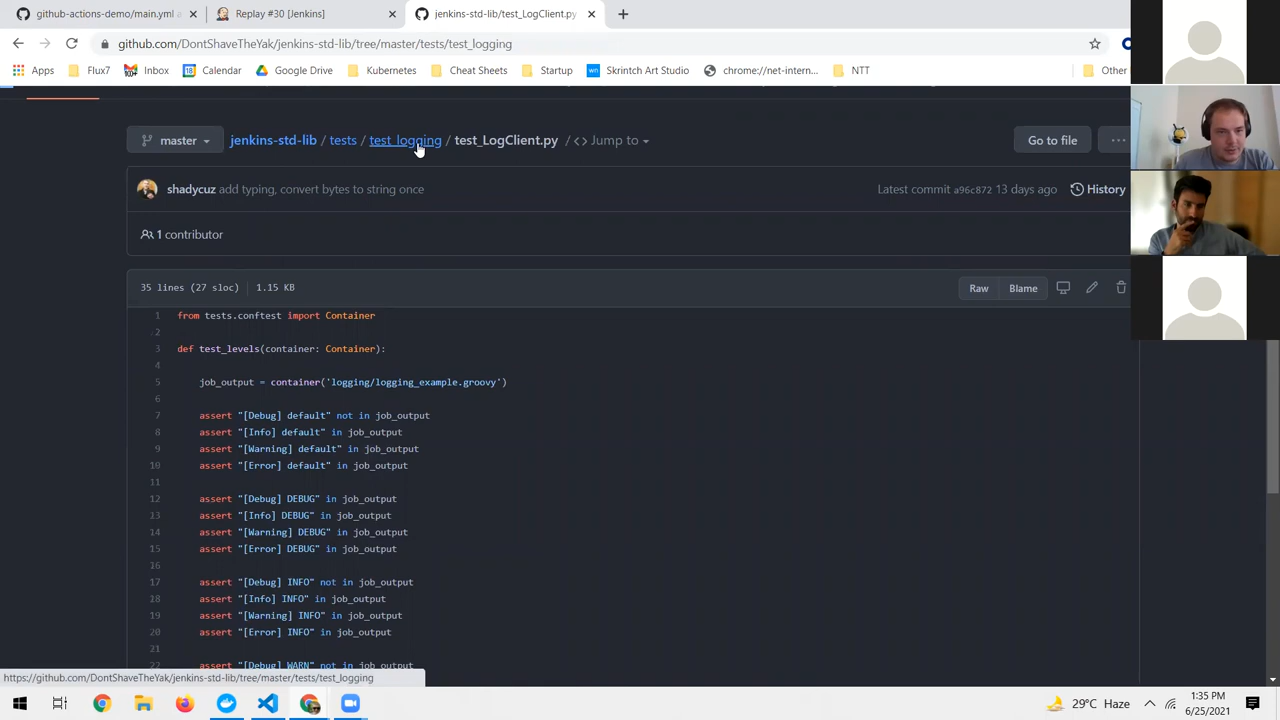 github-actions-demo/main.yml
Replay #30 [Jenkins]
jenkins-std-lib/test_LogClient.py
github.com/DontShaveTheYak/jenkins-std-lib/tree/master/tests/test_logging
Apps
Flux7
Inbox
Calendar
Google Drive
Kubernetes
Cheat Sheets
Startup
Skrintch Art Studio
chrome://net-intern...
NTT
Other
master
jenkins-std-lib / tests / test_logging / test_LogClient.py / <> Jump to
Go to file
...
shadycuz add typing, convert bytes to string once
Latest commit a96c872 13 days ago
History
1 contributor
35 lines (27 sloc) | 1.15 KB
Raw
Blame
1 from tests.conftest import Container
2
3 def test_levels(container: Container):
4
5 job_output = container('logging/logging_example.groovy')
6
7 assert "[Debug] default" not in job_output
8 assert "[Info] default" in job_output
9 assert "[Warning] default" in job_output
10 assert "[Error] default" in job_output
11
12 assert "[Debug] DEBUG" in job_output
13 assert "[Info] DEBUG" in job_output
14 assert "[Warning] DEBUG" in job_output
15 assert "[Error] DEBUG" in job_output
16
17 assert "[Debug] INFO" not in job_output
18 assert "[Info] INFO" in job_output
19 assert "[Warning] INFO" in job_output
20 assert "[Error] INFO" in job_output
21
22 assert "[Debug] WARN" not in job_output
https://github.com/DontShaveTheYak/jenkins-std-lib/tree/master/tests/test_logging
29°C Haze
1:35 PM
6/25/2021